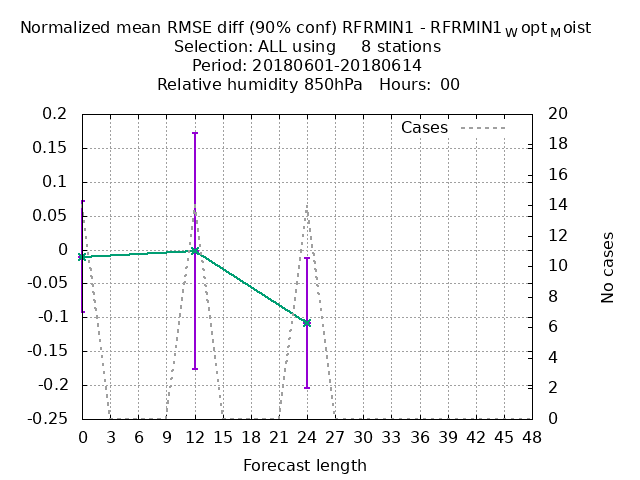 Normalized mean RMSE diff (90% conf) RFRMIN1 - RFRMIN1WoptMoist
Selection: ALL using     8 stations
Period: 20180601-20180614
Relative humidity 850hPa   Hours:  00
Cases
0.2
0.15
0.1
0.05
0
-0.05
-0.1
-0.15
-0.2
-0.25
20
18
16
14
12
10
8
6
4
2
0
No cases
0 3 6 9 12 15 18 21 24 27 30 33 36 39 42 45 48
Forecast length